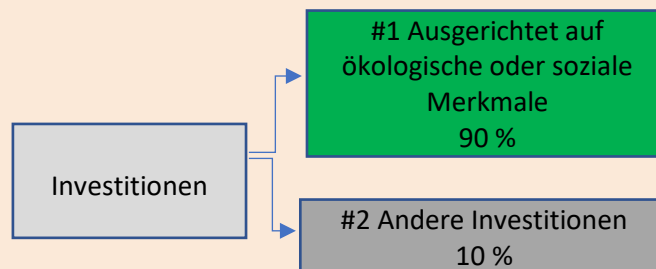 #1 Ausgerichtet auf
ökologische oder soziale
Merkmale
90 %
Investitionen
#2 Andere Investitionen
10 %